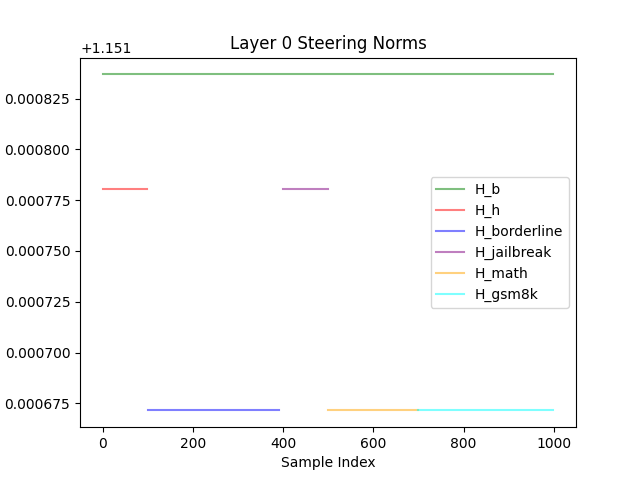 Layer 0 Steering Norms
+1.151
0.000825
0.000800
0.000775
0.000750
0.000725
0.000700
0.000675
H_b
H_h
H_borderline
H_jailbreak
H_math
H_gsm8k
0 200 400 600 800 1000
Sample Index